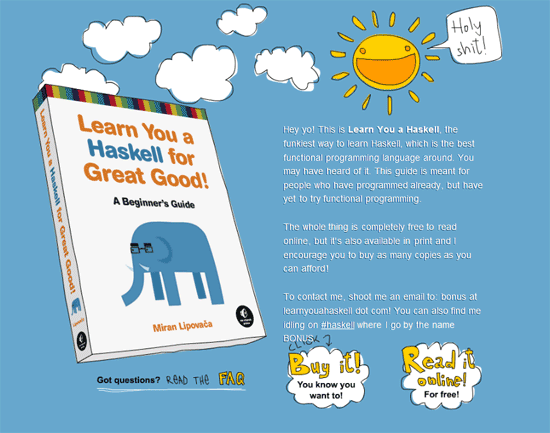 Holy
shit!
Learn You a
Haskell for
Great Good!
A Beginner's Guide
Miran Lipovača
Learn You a Haskell for Great Good!
Hey yo! This is Learn You a Haskell, the
funkiest way to learn Haskell, which is the best
functional programming language around. You
may have heard of it. This guide is meant for
people who have programmed already, but have
yet to try functional programming.
The whole thing is completely free to read
online, but it's also available in print and I
encourage you to buy as many copies as you
can afford!
To contact me, shoot me an email to: bonus at
learnyouahaskell dot com! You can also find me
idling on #haskell where I go by the name
BONUS.
CLICK
Buy it!
You know you
want to!
Read it
online!
For free!
Got questions? READ THE FAQ